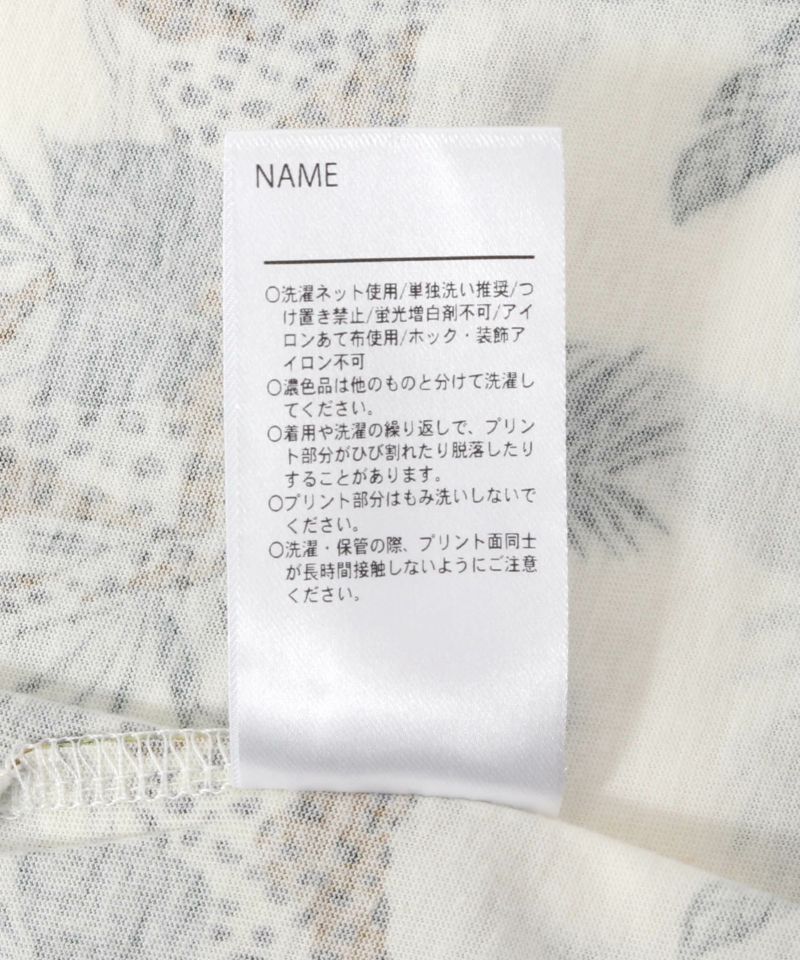 NAME
〇洗濯ネット使用/単独洗い推奨/つ
け置き禁止/蛍光増白剤不可/アイ
ロンあて布使用/ホック・装飾ア
イロン不可
〇濃色品は他のものと分けて洗濯し
てください。
〇着用や洗濯の繰り返しで、プリン
ト部分がひび割れたり脱落したり
することがあります。
〇プリント部分はもみ洗いしないで
ください。
〇洗濯・保管の際、プリント面同士
が長時間接触しないようにご注意
ください。